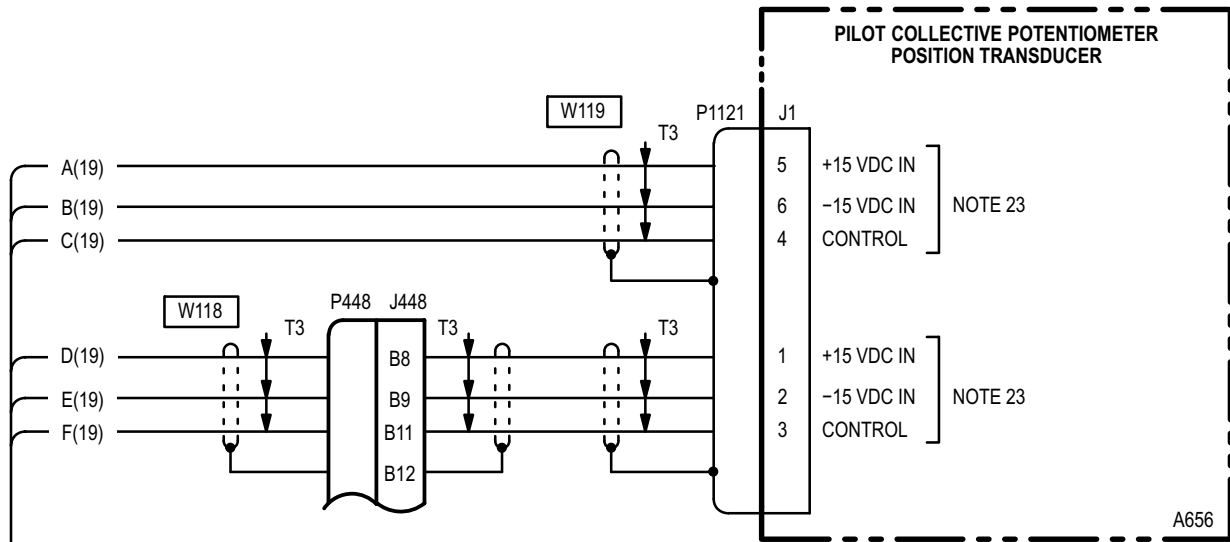 PILOT COLLECTIVE POTENTIOMETER
POSITION TRANSDUCER
W119
P1121 J1
T3
A(19)
5 +15 VDC IN
B(19)
6 −15 VDC IN
NOTE 23
C(19)
4 CONTROL
W118
P448 J448
T3
T3
T3
D(19)
B8
1 +15 VDC IN
E(19)
B9
2 −15 VDC IN
NOTE 23
F(19)
B11
3 CONTROL
B12
A656